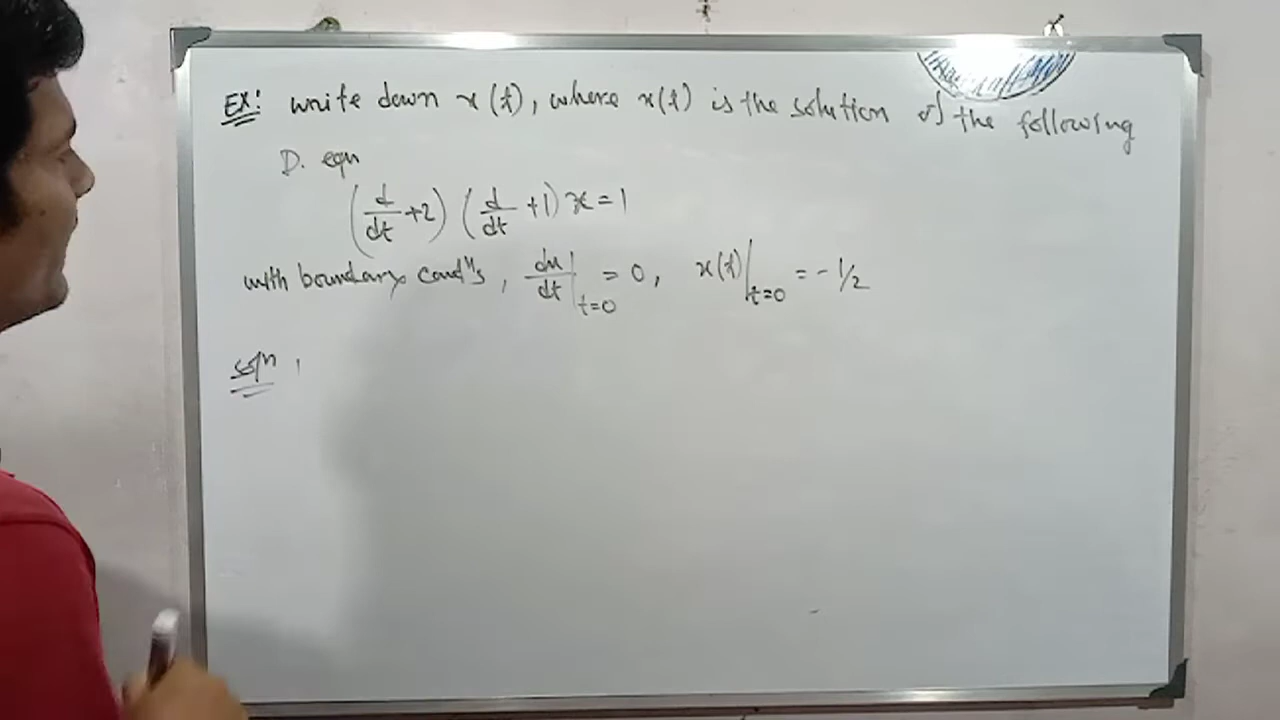 Ex: write down x(t), where x(t) is the solution of the following
D. eqn
(d/dt +2) (d/dt +1) x = 1
with boundary condⁿs, dx/dt|t=0 = 0, x(t)|t=0 = - 1/2
solⁿ,